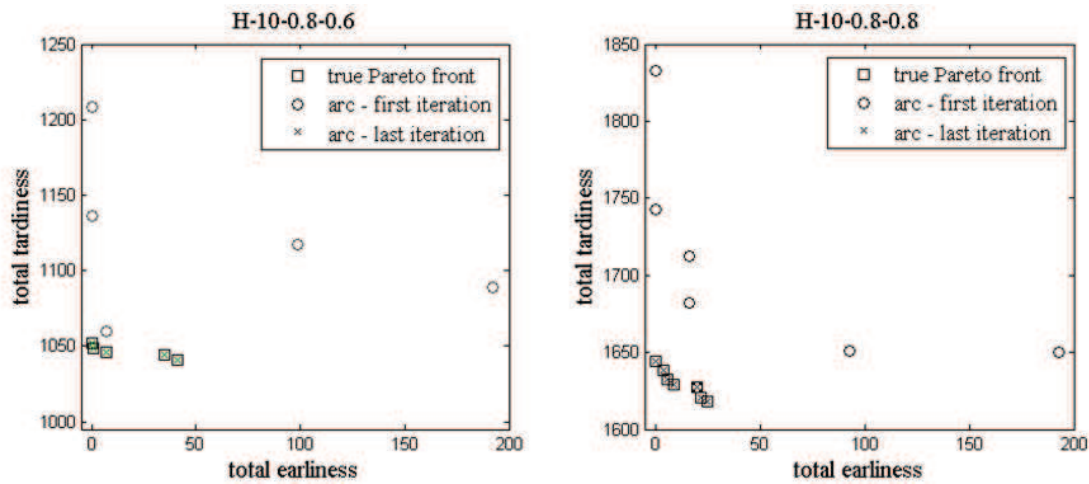 H-10-0.8-0.6
1250
1200
1150
1100
1050
1000
0
50
100
150
200
total tardiness
total earliness
true Pareto front
arc - first iteration
arc - last iteration
H-10-0.8-0.8
1850
1800
1750
1700
1650
1600
0
50
100
150
200
total tardiness
total earliness
true Pareto front
arc - first iteration
arc - last iteration